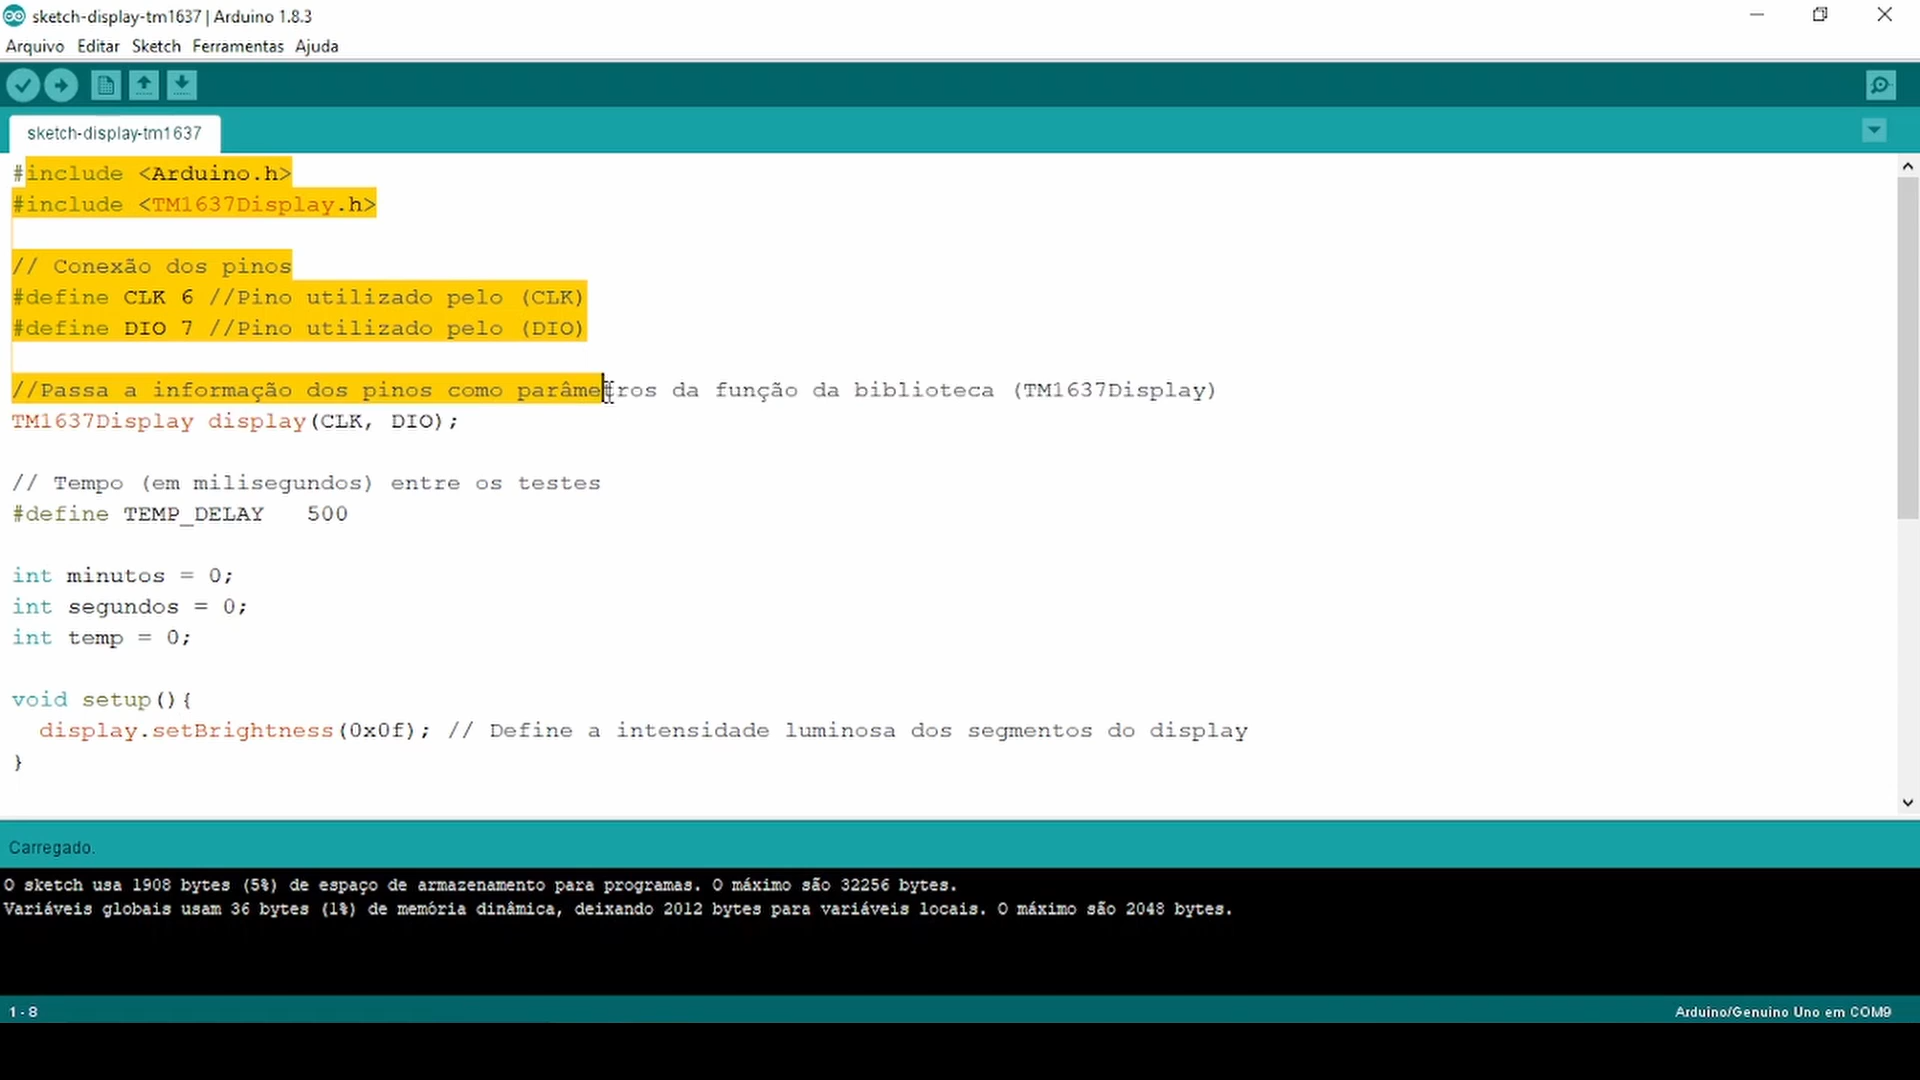 sketch-display-tm1637 | Arduino 1.8.3
Arquivo Editar Sketch Ferramentas Ajuda
sketch-display-tm1637
#include <Arduino.h>
#include <TM1637Display.h>
// Conexão dos pinos
#define CLK 6 //Pino utilizado pelo (CLK)
#define DIO 7 //Pino utilizado pelo (DIO)
//Passa a informação dos pinos como parâmetros da função da biblioteca (TM1637Display)
TM1637Display display(CLK, DIO);
// Tempo (em milisegundos) entre os testes
#define TEMP_DELAY   500
int minutos = 0;
int segundos = 0;
int temp = 0;
void setup(){
  display.setBrightness(0x0f); // Define a intensidade luminosa dos segmentos do display
}
Carregado.
O sketch usa 1908 bytes (5%) de espaço de armazenamento para programas. O máximo são 32256 bytes.
Variáveis globais usam 36 bytes (1%) de memória dinâmica, deixando 2012 bytes para variáveis locais. O máximo são 2048 bytes.
1 - 8
Arduino/Genuino Uno em COM9